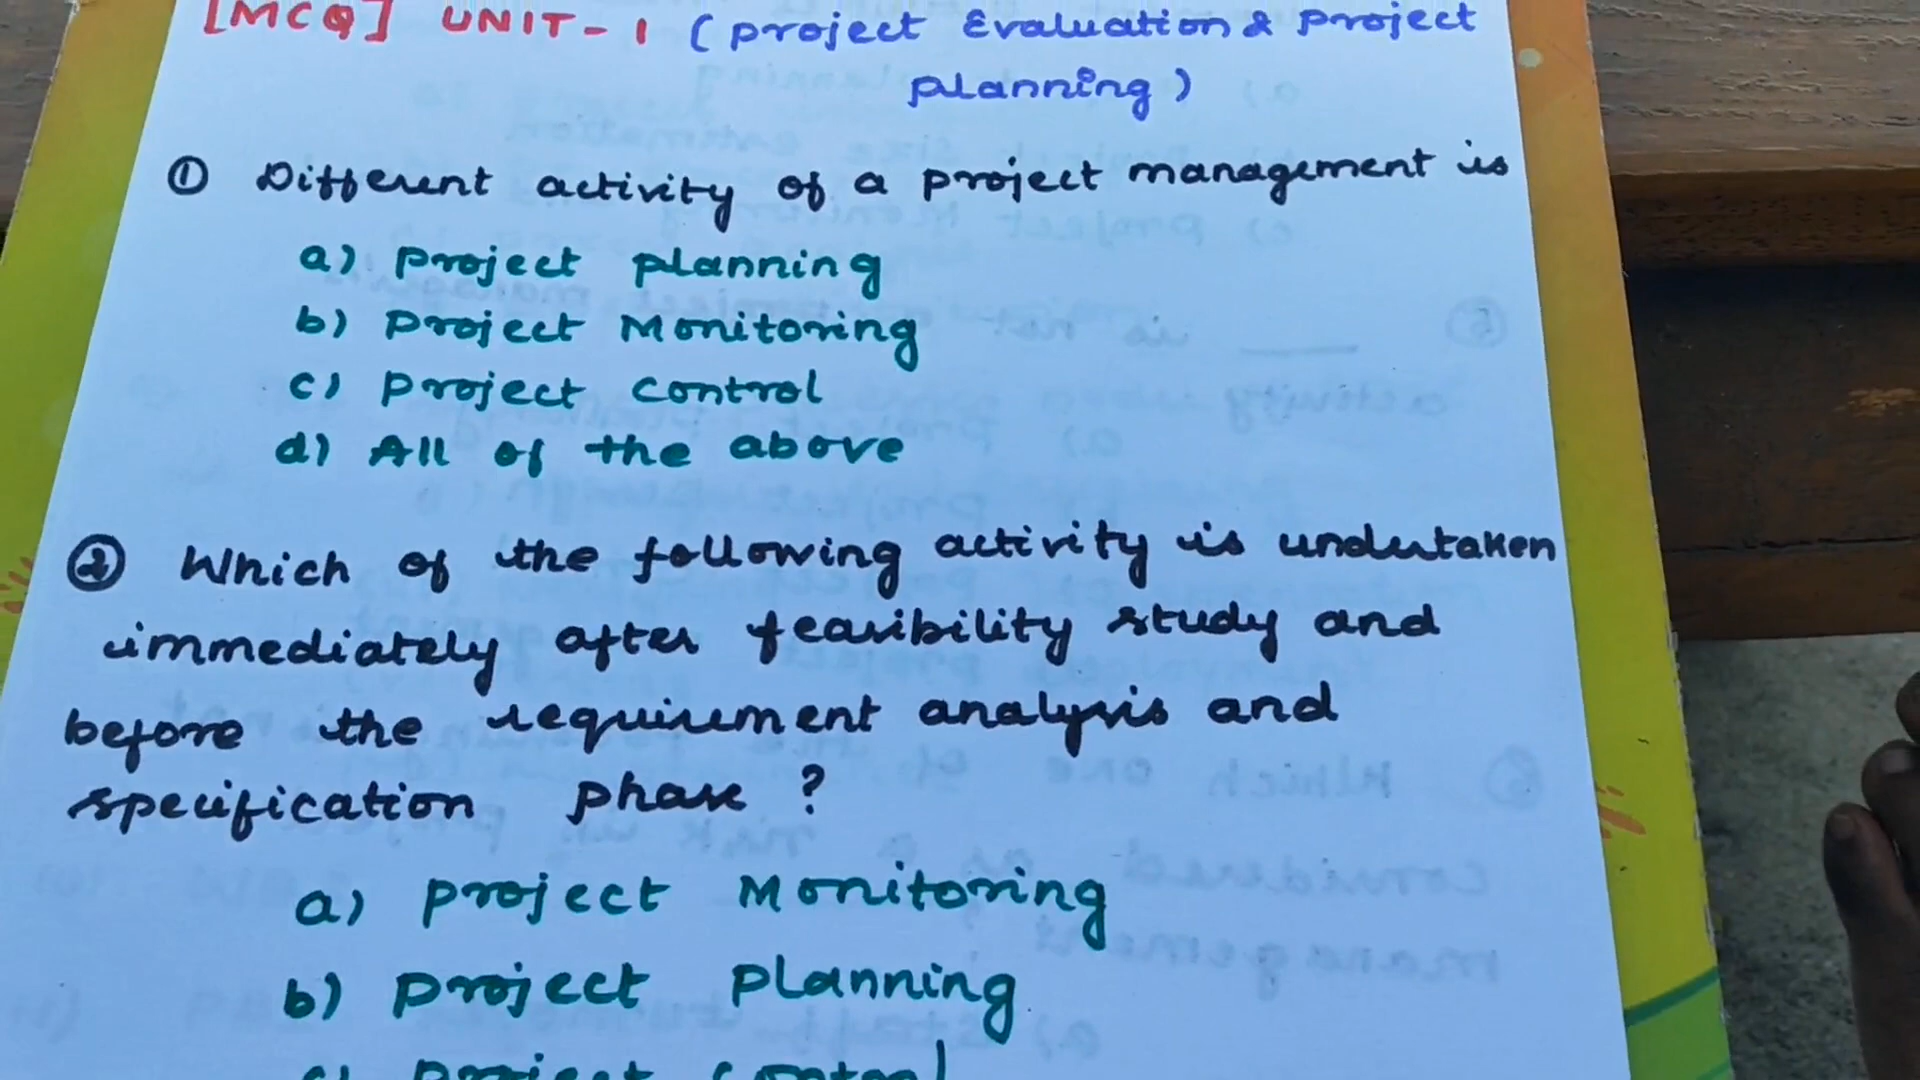 [MCQ] UNIT-1 (project Evaluation & project
planning)
① Different activity of a project management is
a) project planning
b) project Monitoring
c) project control
d) All of the above
② Which of the following activity is undertaken
immediately after feasibility study and
before the requirement analysis and
specification phase ?
a) project Monitoring
b) project planning
c) project control